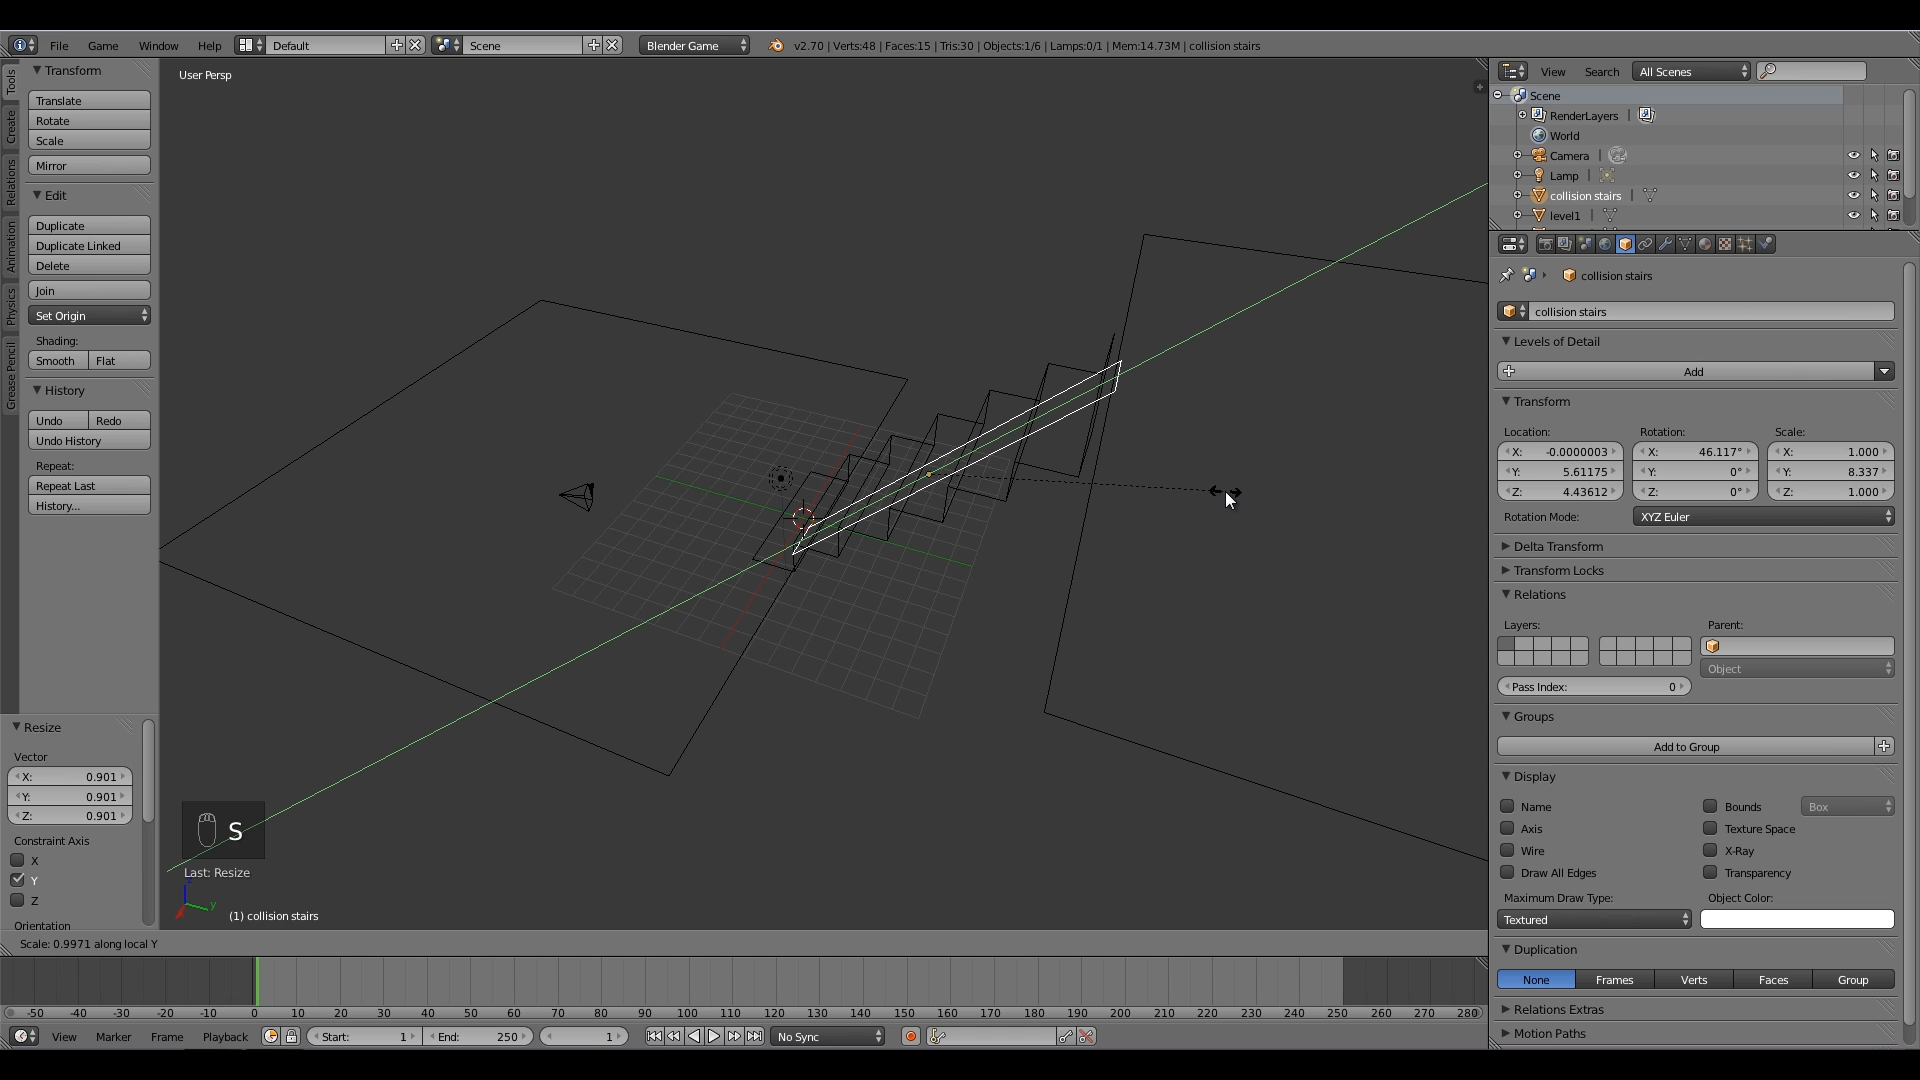 File Game Window Help Default Scene Blender Game v2.70 | Verts:48 | Faces:15 | Tris:30 | Objects:1/6 | Lamps:0/1 | Mem:14.73M | collision stairs
Tools
Create
Relations
Animation
Physics
Grease Pencil
Transform
Translate
Rotate
Scale
Mirror
Edit
Duplicate
Duplicate Linked
Delete
Join
Set Origin
Shading:
Smooth Flat
History
Undo Redo
Undo History
Repeat:
Repeat Last
History...
Resize
Vector
X: 0.901
Y: 0.901
Z: 0.901
Constraint Axis
X
Y
Z
Orientation
User Persp
S
Last: Resize
y
(1) collision stairs
Scale: 0.9971 along local Y
View Search All Scenes
Scene
RenderLayers |
World
Camera |
Lamp |
collision stairs |
level1 |
collision stairs
collision stairs
Levels of Detail
Add
Transform
Location: Rotation: Scale:
X: -0.0000003 X: 46.117° X: 1.000
Y: 5.61175 Y: 0° Y: 8.337
Z: 4.43612 Z: 0° Z: 1.000
Rotation Mode: XYZ Euler
Delta Transform
Transform Locks
Relations
Layers: Parent:
Object
Pass Index: 0
Groups
Add to Group
Display
Name Bounds Box
Axis Texture Space
Wire X-Ray
Draw All Edges Transparency
Maximum Draw Type: Object Color:
Textured
Duplication
None Frames Verts Faces Group
Relations Extras
Motion Paths
-50 -40 -30 -20 -10 0 10 20 30 40 50 60 70 80 90 100 110 120 130 140 150 160 170 180 190 200 210 220 230 240 250 260 270 280
View Marker Frame Playback Start: 1 End: 250 1 No Sync